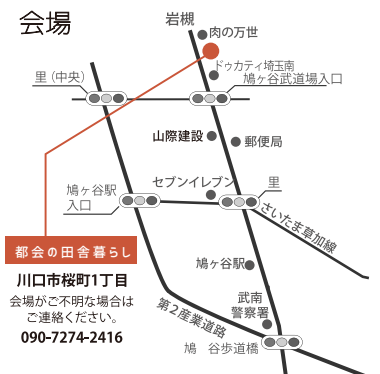 会場
岩槻
肉の万世
ドゥカティ埼玉南
鳩ヶ谷武道場入口
里（中央）
山際建設
郵便局
セブンイレブン
里
鳩ヶ谷駅
入口
さいたま草加線
都会の田舎暮らし
鳩ヶ谷駅
川口市桜町1丁目
会場がご不明な場合は
ご連絡ください。
090-7274-2416
武南
警察署
第2産業道路
鳩　谷歩道橋